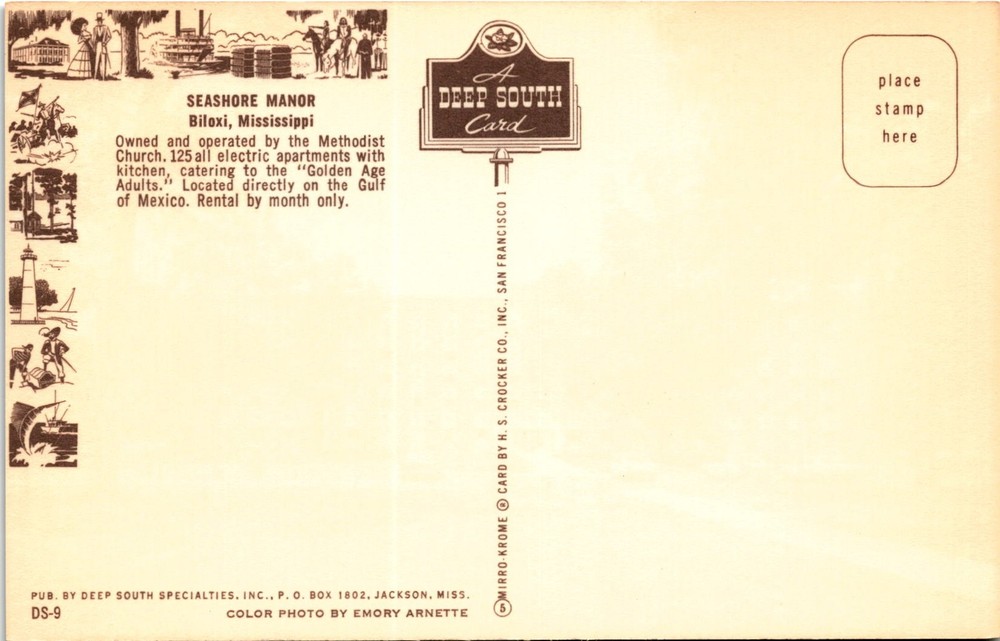 SEASHORE MANOR
Biloxi, Mississippi
Owned and operated by the Methodist
Church. 125 all electric apartments with
kitchen, catering to the "Golden Age
Adults." Located directly on the Gulf
of Mexico. Rental by month only.
A
DEEP SOUTH
Card
place
stamp
here
MIRRO-KROME ® CARD BY H. S. CROCKER CO., INC., SAN FRANCISCO 1
5
PUB. BY DEEP SOUTH SPECIALTIES, INC., P. O. BOX 1802, JACKSON, MISS.
DS-9
COLOR PHOTO BY EMORY ARNETTE